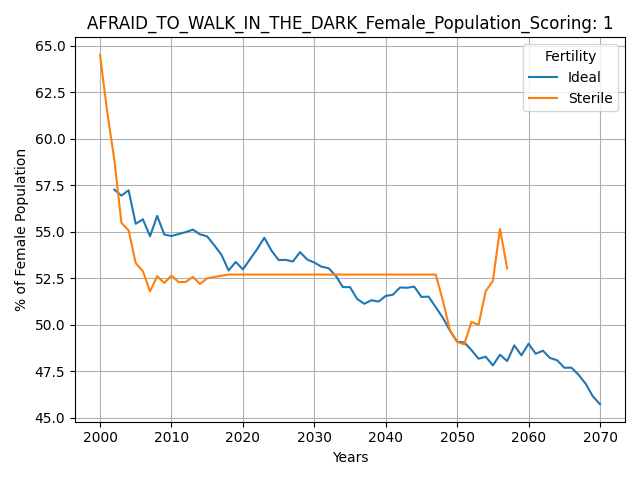 AFRAID_TO_WALK_IN_THE_DARK_Female_Population_Scoring: 1
Fertility
Ideal
Sterile
% of Female Population
65.0
62.5
60.0
57.5
55.0
52.5
50.0
47.5
45.0
2000 2010 2020 2030 2040 2050 2060 2070
Years